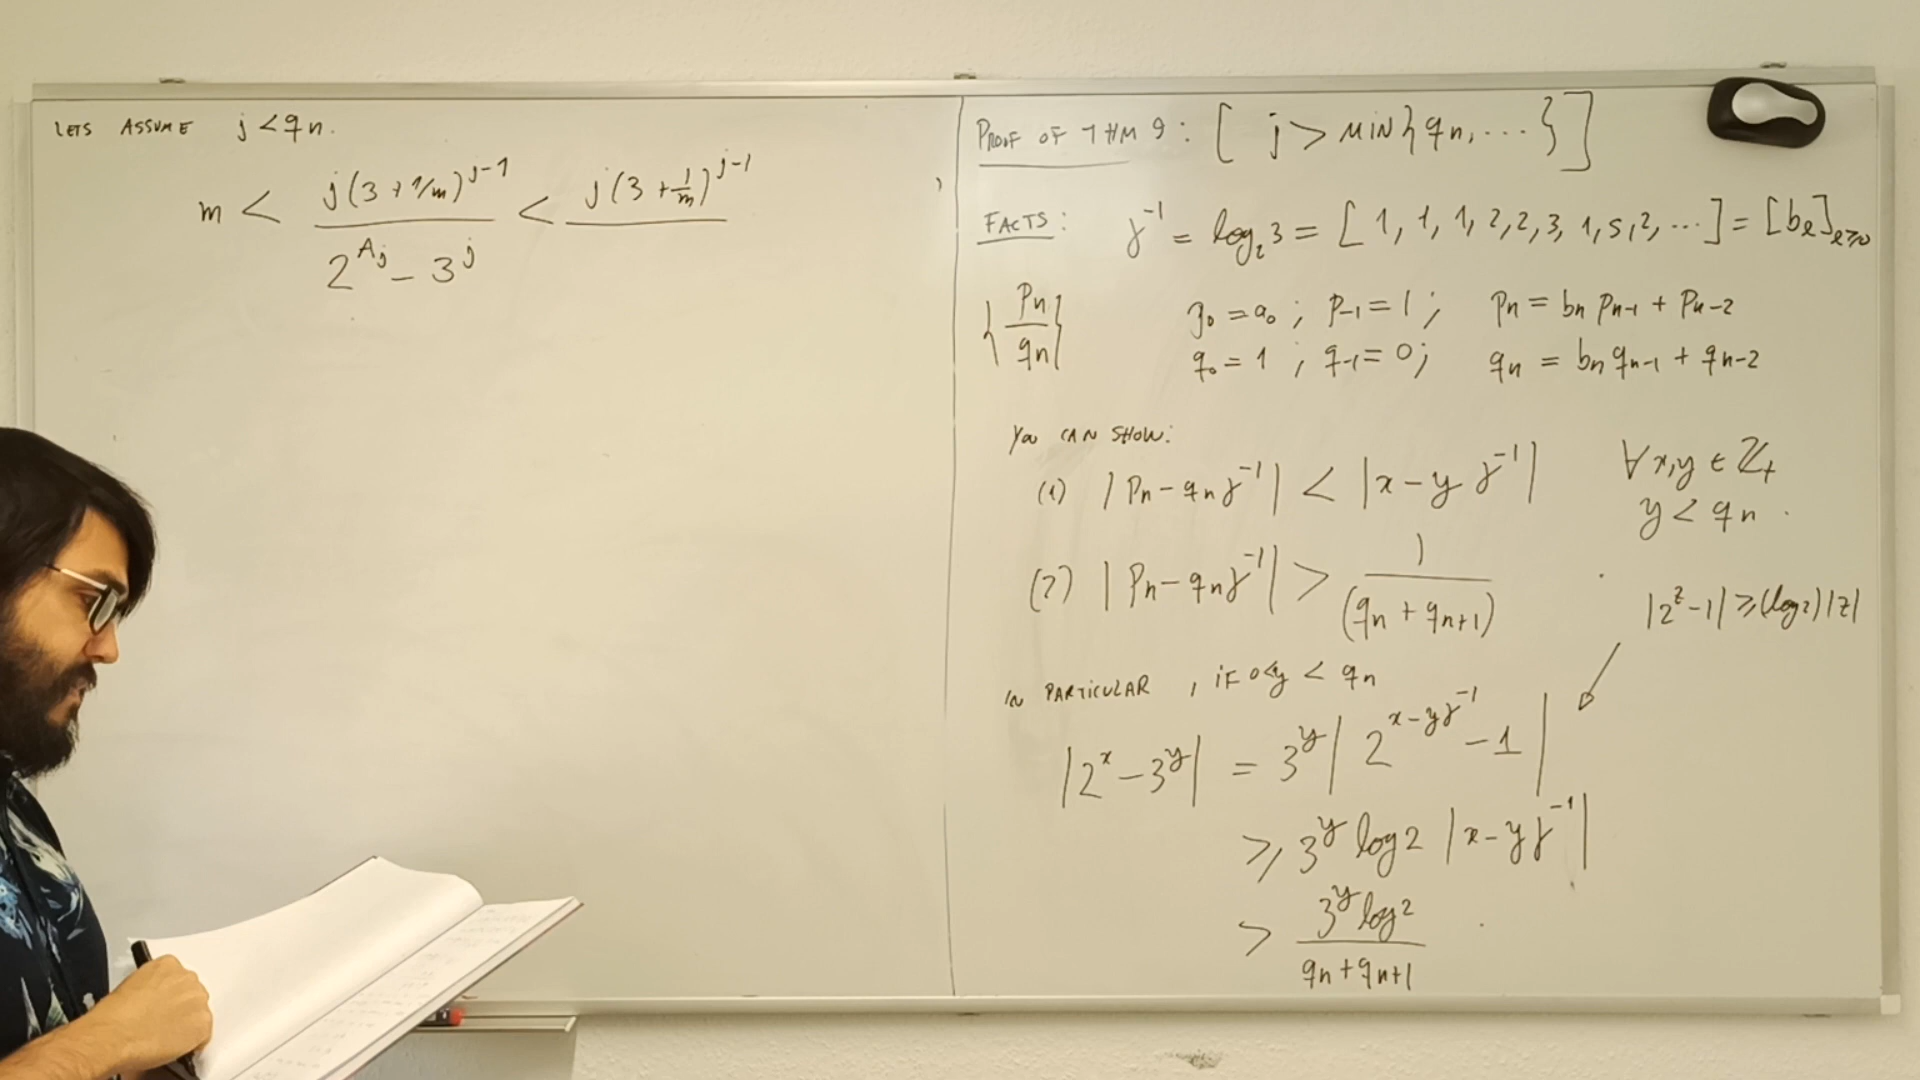 LETS ASSUME j < qn.
m < j(3 + 1/m)^{j-1} / (2^{Aj} - 3^j) < j(3 + 1/m)^{j-1} /
PROOF OF THM 9 : [ j > MIN{ qn, ... } ]
FACTS : γ^{-1} = log_2 3 = [ 1, 1, 1, 2, 2, 3, 1, 5, 2, ... ] = [b_l]_{l≥0}
{ pn / qn } p0 = a0 ; p-1 = 1 ; pn = bn pn-1 + pn-2
q0 = 1 ; q-1 = 0 ; qn = bn qn-1 + qn-2
YOU CAN SHOW :
(1) | pn - qn γ^{-1} | < | x - y γ^{-1} | ∀ x,y ∈ Z+
y < qn .
(2) | pn - qn γ^{-1} | > 1 / (qn + qn+1)
|2^z - 1| ≥ (log 2) |z|
IN PARTICULAR , IF 0 < y < qn
| 2^x - 3^y | = 3^y | 2^{x - yγ^{-1}} - 1 |
≥ 3^y log 2 | x - yγ^{-1} |
> 3^y log 2 / (qn + qn+1) .